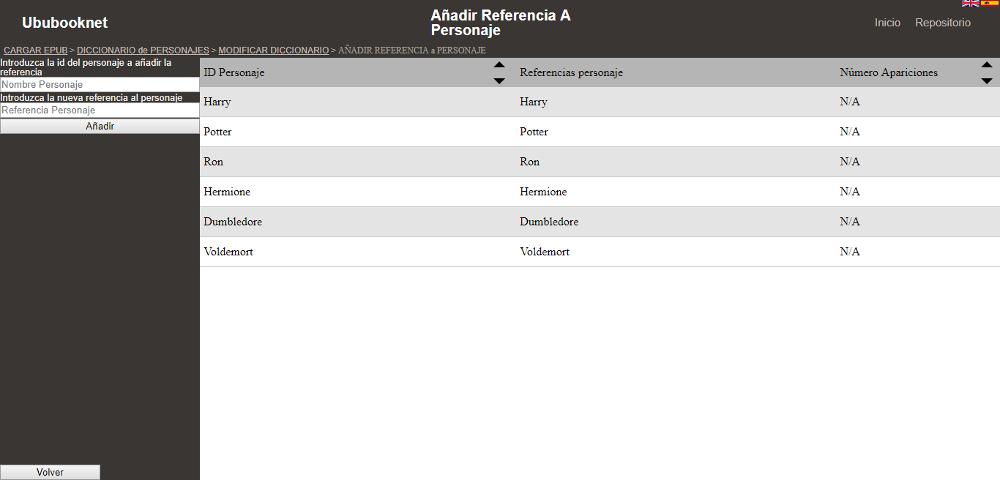 Ububooknet
Añadir Referencia A
Personaje
Inicio Repositorio
CARGAR EPUB > DICCIONARIO de PERSONAJES > MODIFICAR DICCIONARIO > AÑADIR REFERENCIA a PERSONAJE
Introduzca la id del personaje a añadir la
referencia
Nombre Personaje
Introduzca la nueva referencia al personaje
Referencia Personaje
Añadir
ID Personaje Referencias personaje Número Apariciones
Harry Harry N/A
Potter Potter N/A
Ron Ron N/A
Hermione Hermione N/A
Dumbledore Dumbledore N/A
Voldemort Voldemort N/A
Volver